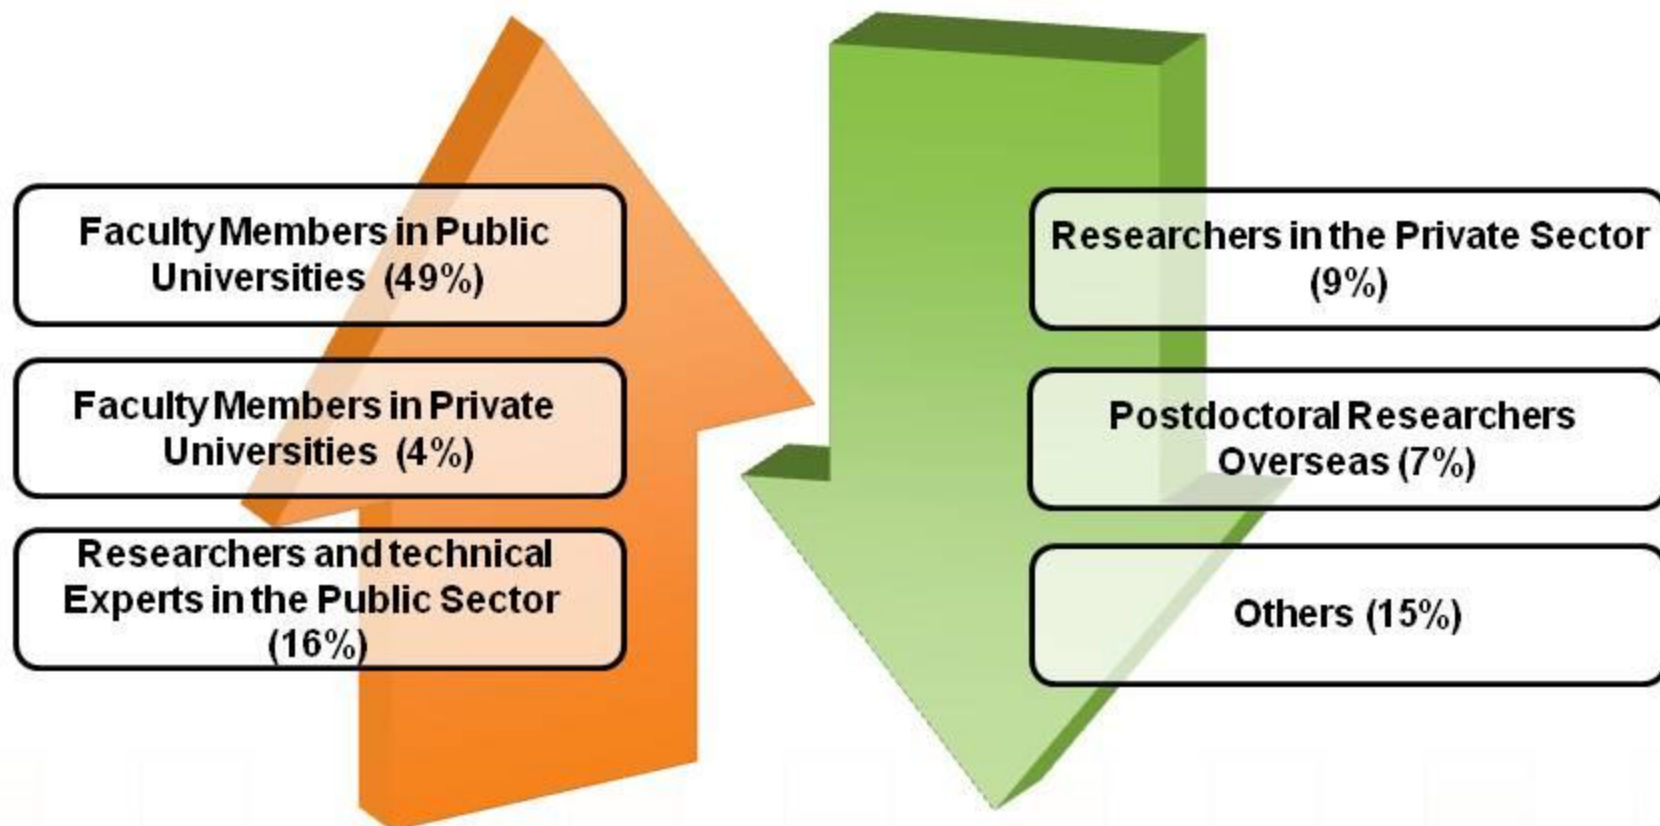 Faculty Members in Public
Universities (49%)
Faculty Members in Private
Universities (4%)
Researchers and technical
Experts in the Public Sector
(16%)
Researchers in the Private Sector
(9%)
Postdoctoral Researchers
Overseas (7%)
Others (15%)